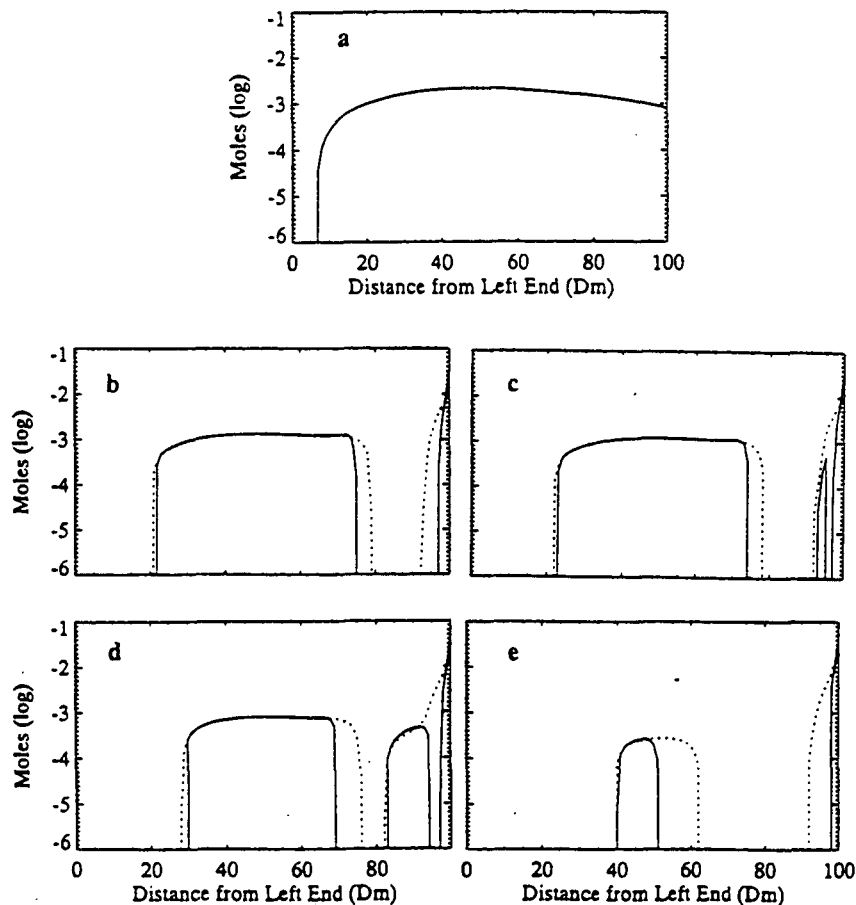 -1
a
-2
-3
-4
-5
-6
Moles (log)
0 20 40 60 80 100
Distance from Left End (Dm)
-1
b c
-2
-3
-4
-5
-6
Moles (log)
Moles (log)
-1
d e
-2
-3
-4
-5
-6
Moles (log)
0 20 40 60 80 0 20 40 60 80 100
Distance from Left End (Dm) Distance from Left End (Dm)